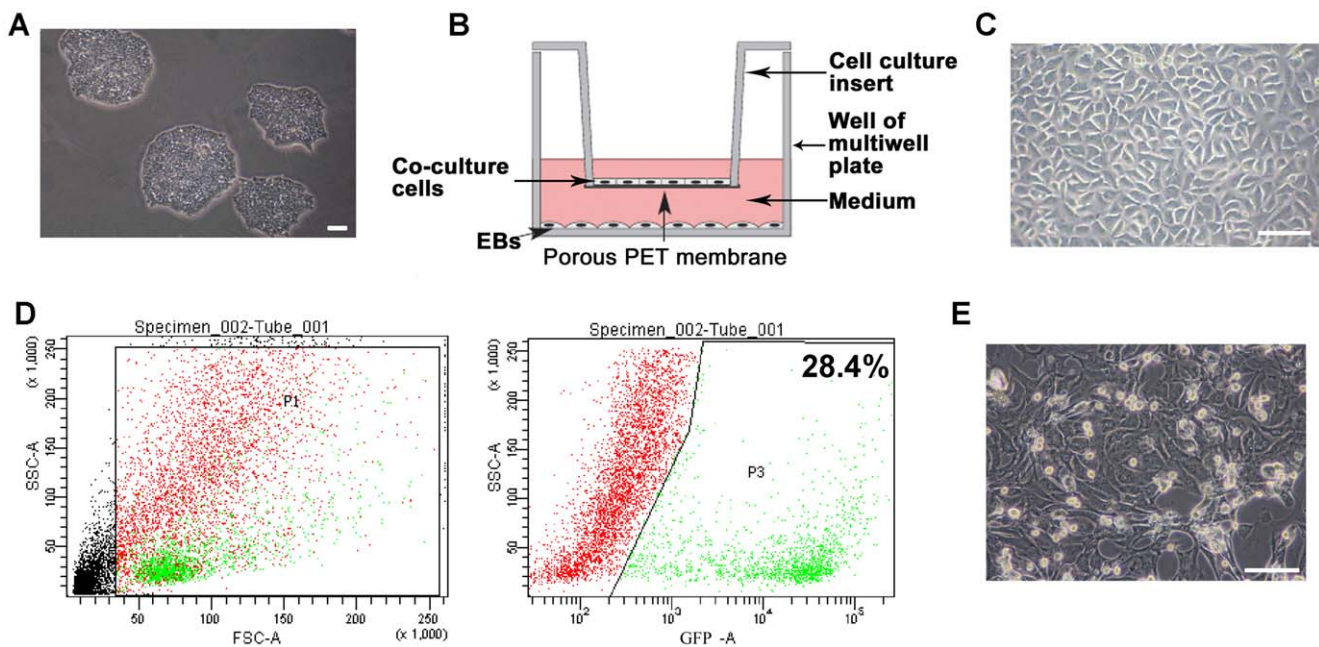 A
B
Cell culture
insert
Well of
multiwell
plate
Co-culture
cells
Medium
EBs
Porous PET membrane
C
D
Specimen_002-Tube_001
SSC-A
(x 1,000)
250
200
150
100
50
P1
50
100
150
200
250
FSC-A
(x 1,000)
Specimen_002-Tube_001
28.4%
SSC-A
(x 1,000)
250
200
150
100
50
P3
10²
10³
10⁴
10⁵
GFP -A
E